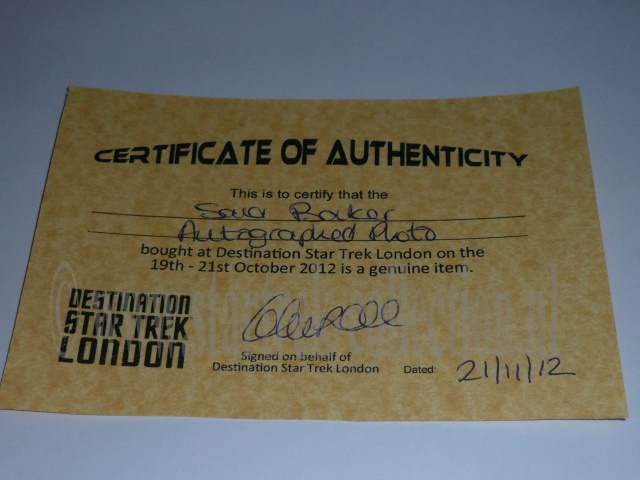 CERTIFICATE OF AUTHENTICITY
This is to certify that the
Sara Baker
Autographed Photo
bought at Destination Star Trek London on the
19th - 21st October 2012 is a genuine item.
DESTINATION
STAR TREK
LONDON
Signed on behalf of
Destination Star Trek London
Dated: 21/11/12